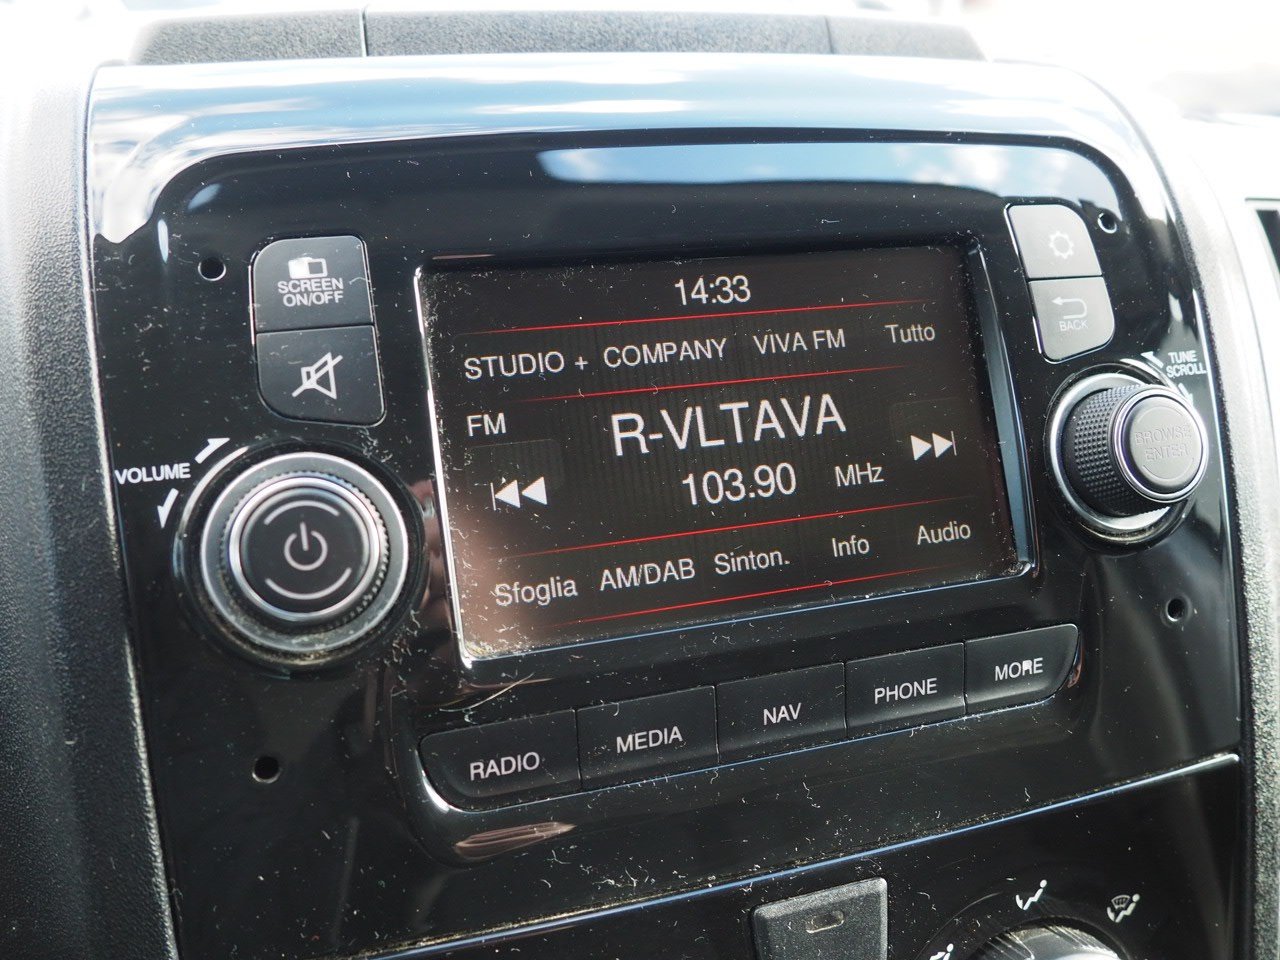 SCREEN
ON/OFF
VOLUME
14:33
STUDIO + COMPANY VIVA FM Tutto
FM
R-VLTAVA
103.90 MHz
Sfoglia AM/DAB Sinton. Info Audio
BACK
TUNE
SCROLL
BROWSE
ENTER
RADIO MEDIA NAV PHONE MORE